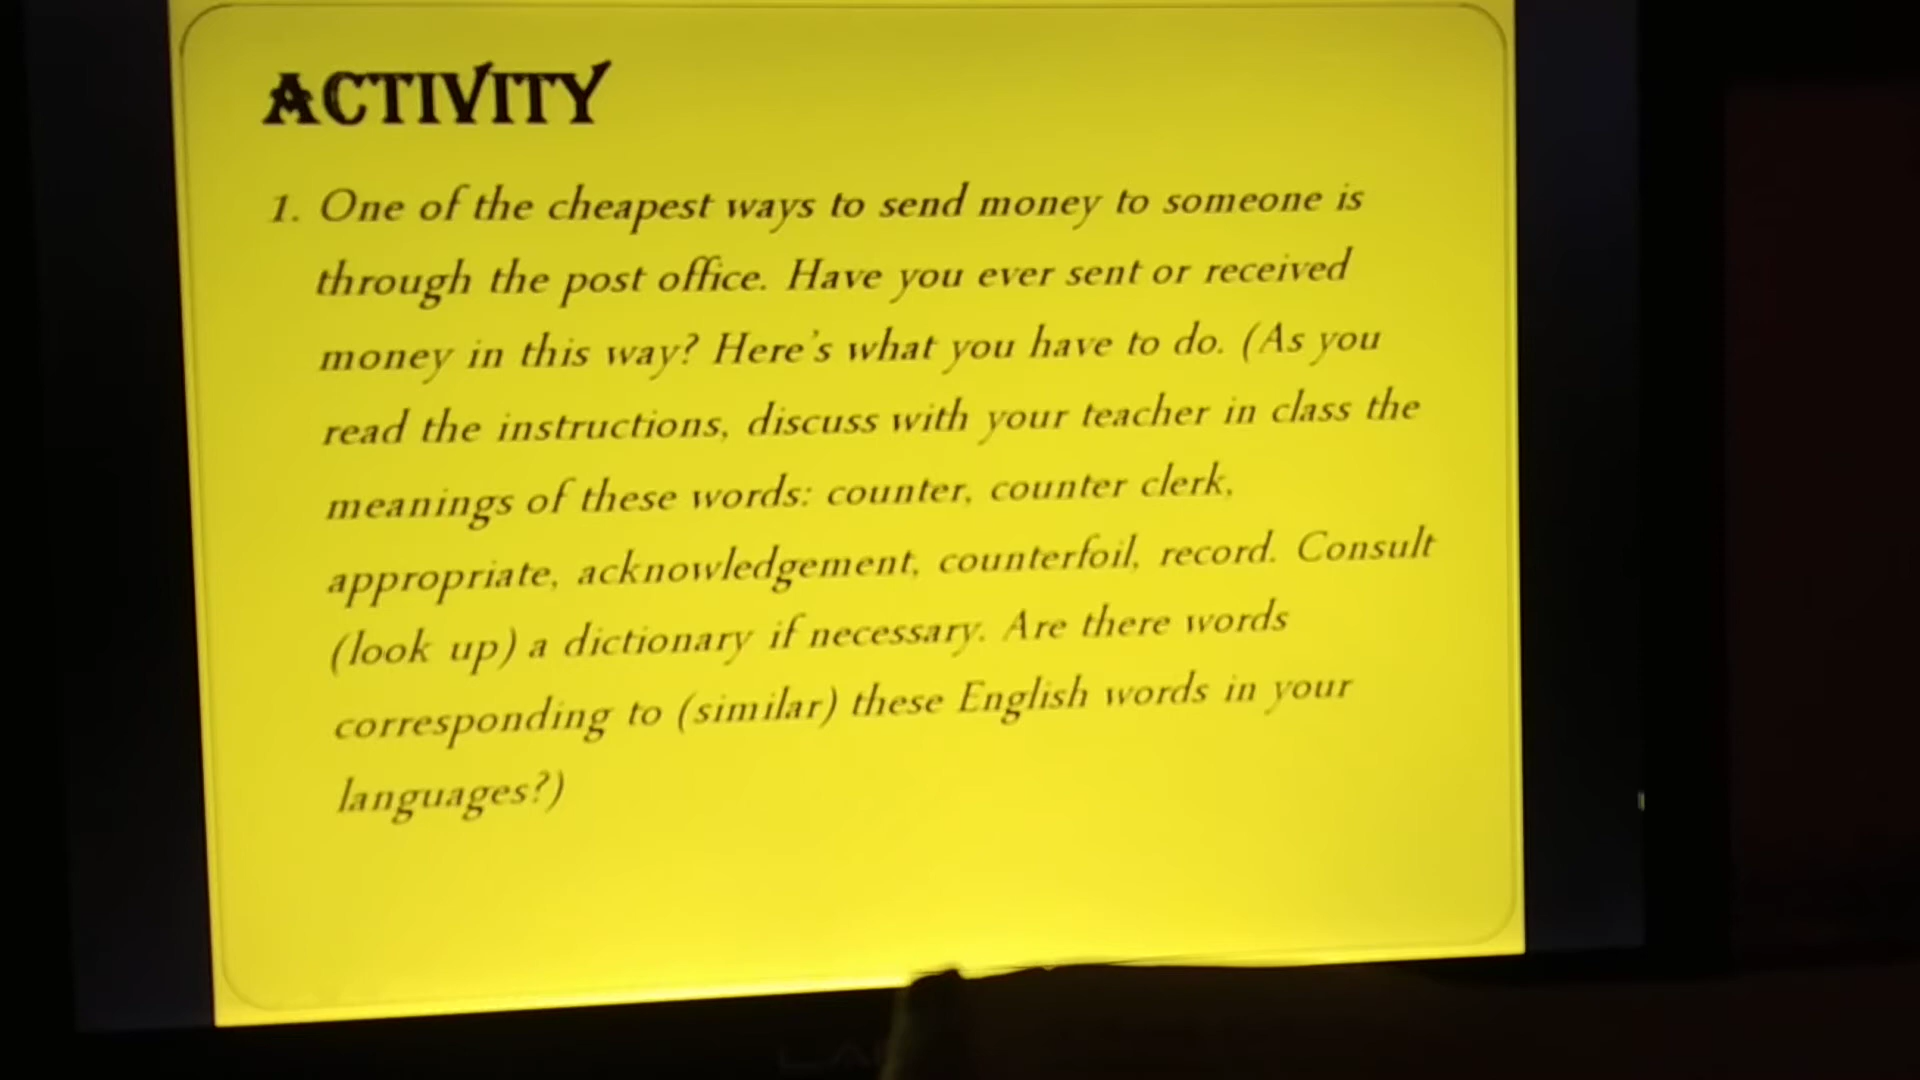 ACTIVITY
1. One of the cheapest ways to send money to someone is
through the post office. Have you ever sent or received
money in this way? Here's what you have to do. (As you
read the instructions, discuss with your teacher in class the
meanings of these words: counter, counter clerk,
appropriate, acknowledgement, counterfoil, record. Consult
(look up) a dictionary if necessary. Are there words
corresponding to (similar) these English words in your
languages?)